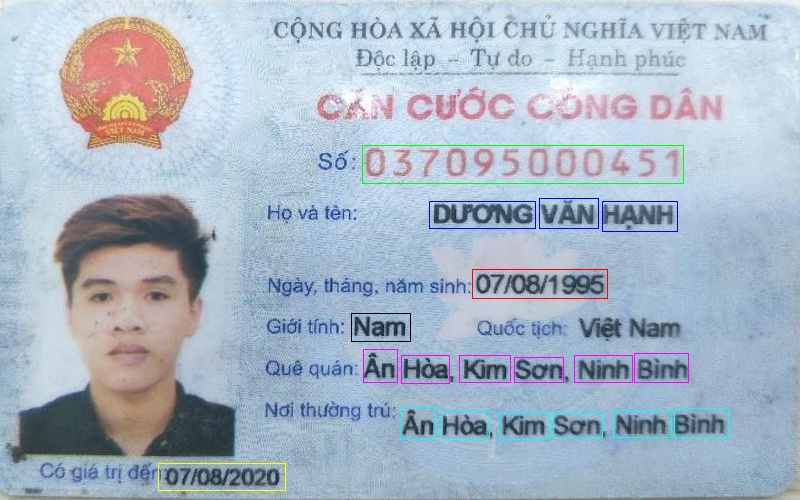 CỘNG HÒA XÃ HỘI CHỦ NGHĨA VIỆT NAM
Độc lập - Tự do - Hạnh phúc
CĂN CƯỚC CÔNG DÂN
Số: 037095000451
Họ và tên: DƯƠNG VĂN HẠNH
Ngày, tháng, năm sinh: 07/08/1995
Giới tính: Nam Quốc tịch: Việt Nam
Quê quán: Ân Hòa, Kim Sơn, Ninh Bình
Nơi thường trú: Ân Hòa, Kim Sơn, Ninh Bình
Có giá trị đến: 07/08/2020